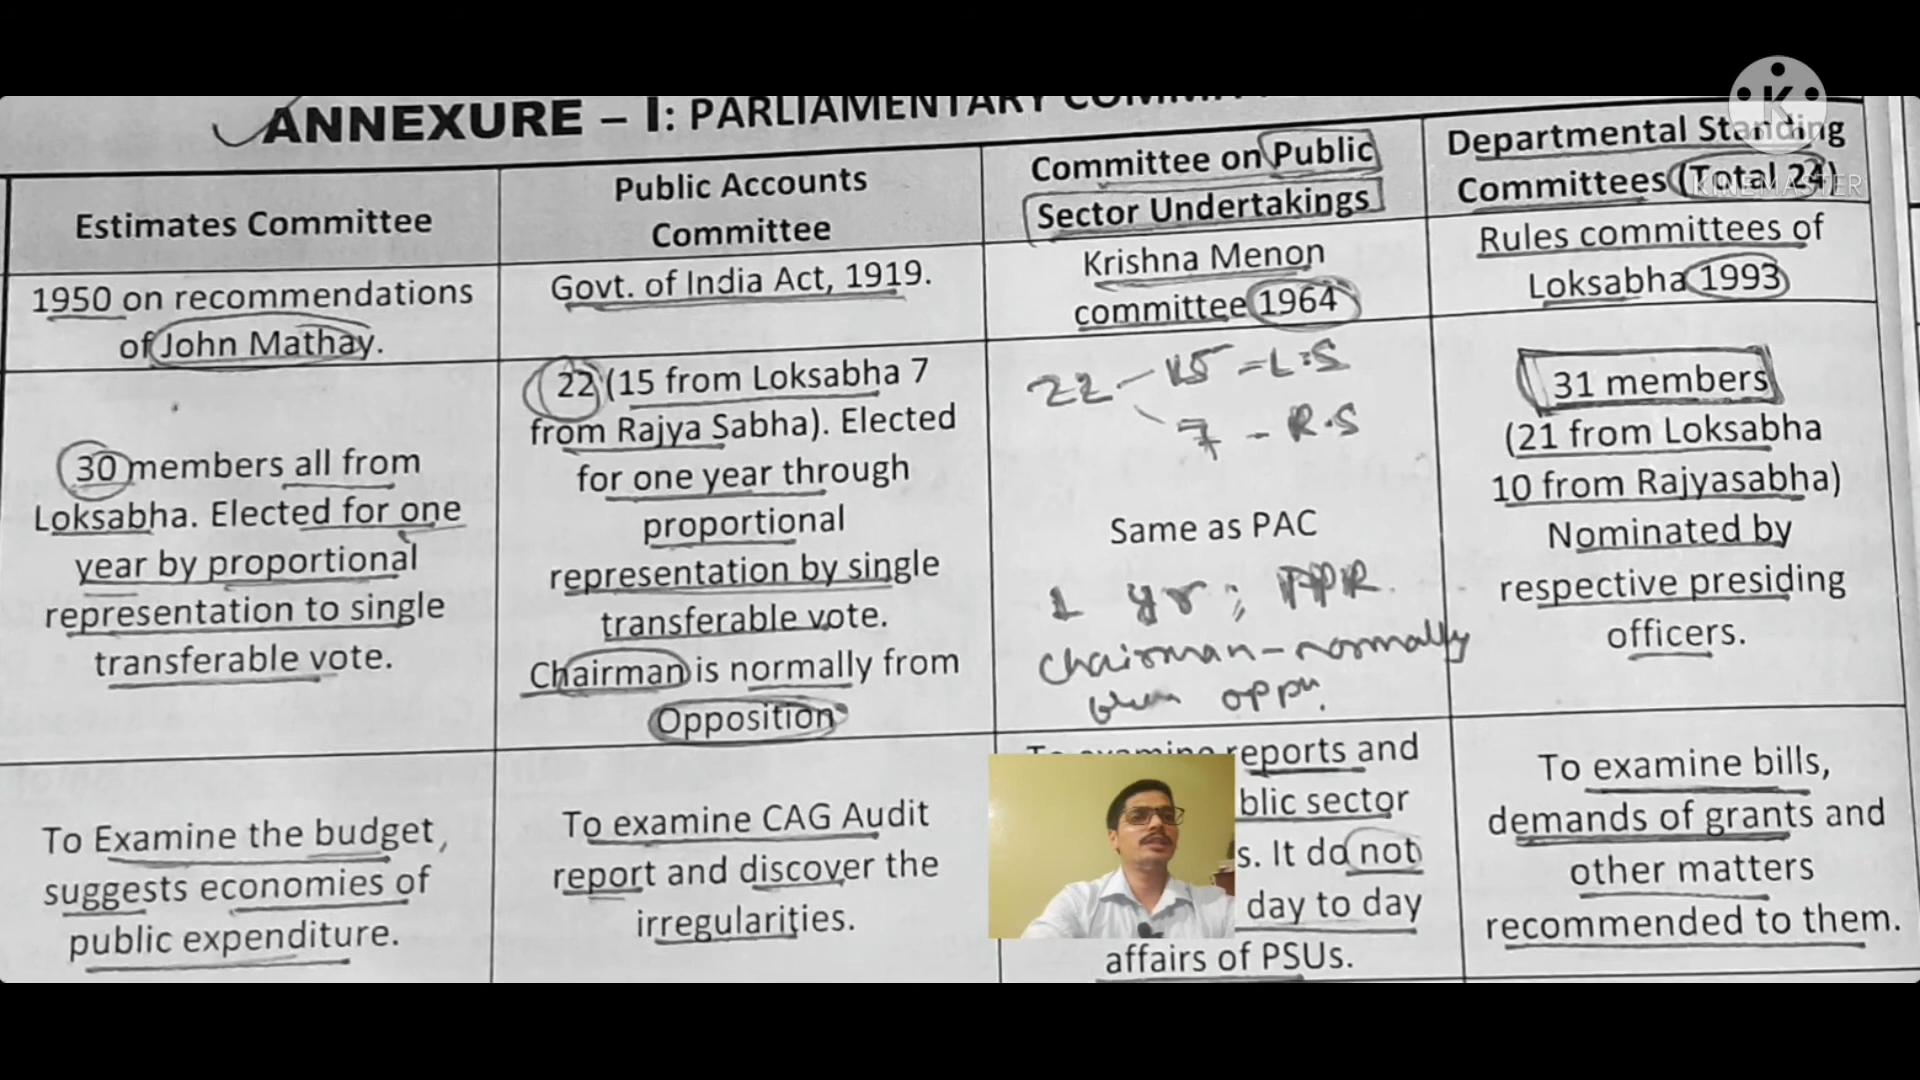 ANNEXURE – I: PARLIAMENTARY
K
KINEMASTER
Estimates Committee
Public Accounts
Committee
Committee on Public
Sector Undertakings
Departmental Standing
Committees (Total 24)
1950 on recommendations
of John Mathay.
Govt. of India Act, 1919.
Krishna Menon
committee 1964
Rules committees of
Loksabha 1993
30 members all from
Loksabha. Elected for one
year by proportional
representation to single
transferable vote.
22 (15 from Loksabha 7
from Rajya Sabha). Elected
for one year through
proportional
representation by single
transferable vote.
Chairman is normally from
Opposition
22 – 15 – L.S
7 – R.S
Same as PAC
1 yr ; PPR
chairman – normally
oppn.
31 members
(21 from Loksabha
10 from Rajyasabha)
Nominated by
respective presiding
officers.
To Examine the budget,
suggests economies of
public expenditure.
To examine CAG Audit
report and discover the
irregularities.
To examine reports and
sector
It do not
day to day
affairs of PSUs.
To examine bills,
demands of grants and
other matters
recommended to them.